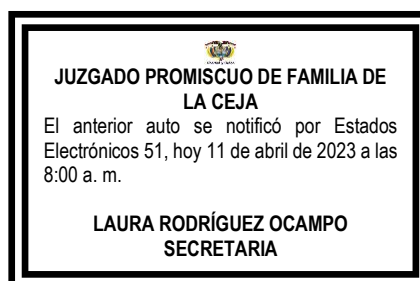 JUZGADO PROMISCUO DE FAMILIA DE
LA CEJA
El anterior auto se notificó por Estados
Electrónicos 51, hoy 11 de abril de 2023 a las
8:00 a. m.
LAURA RODRÍGUEZ OCAMPO
SECRETARIA